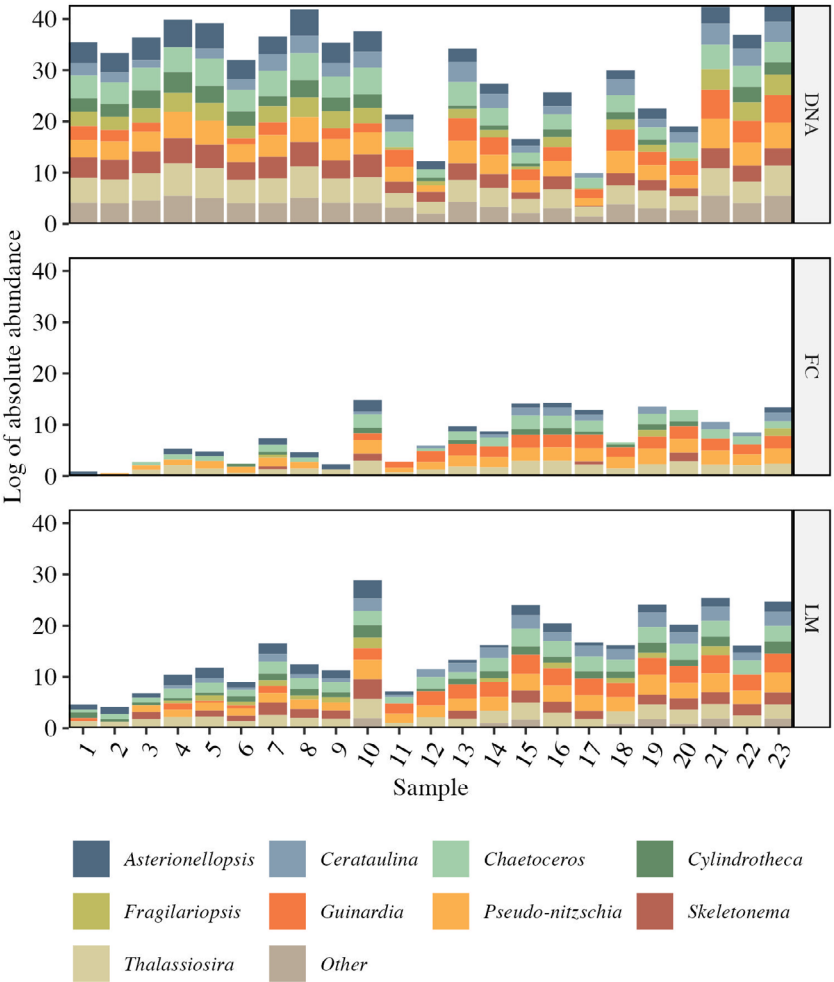 40
30
20
10
0
DNA
40
30
20
10
0
FC
40
30
20
10
0
LM
Log of absolute abundance
1 2 3 4 5 6 7 8 9 10 11 12 13 14 15 16 17 18 19 20 21 22 23
Sample
Asterionellopsis Cerataulina Chaetoceros Cylindrotheca
Fragilariopsis Guinardia Pseudo-nitzschia Skeletonema
Thalassiosira Other